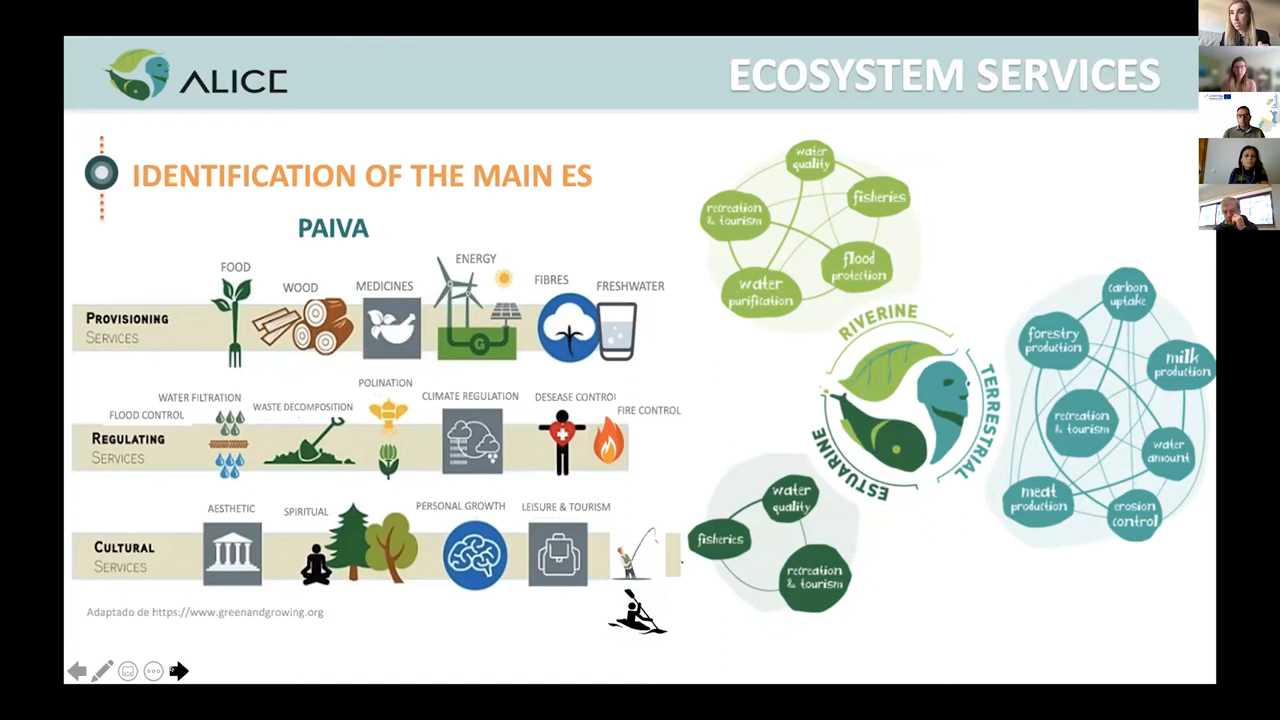 ALICE
ECOSYSTEM SERVICES
IDENTIFICATION OF THE MAIN ES
PAIVA
FOOD
WOOD
MEDICINES
ENERGY
FIBRES
FRESHWATER
PROVISIONING
SERVICES
G
WATER FILTRATION
FLOOD CONTROL
WASTE DECOMPOSITION
POLINATION
CLIMATE REGULATION
DESEASE CONTROL
FIRE CONTROL
REGULATING
SERVICES
AESTHETIC
SPIRITUAL
PERSONAL GROWTH
LEISURE & TOURISM
CULTURAL
SERVICES
Adaptado de https://www.greenandgrowing.org
water
quality
fisheries
recreation
& tourism
flood
protection
water
purification
RIVERINE
TERRESTRIAL
ESTUARINE
carbon
uptake
forestry
production
milk
production
recreation
& tourism
water
amount
meat
production
erosion
control
water
quality
fisheries
recreation
& tourism